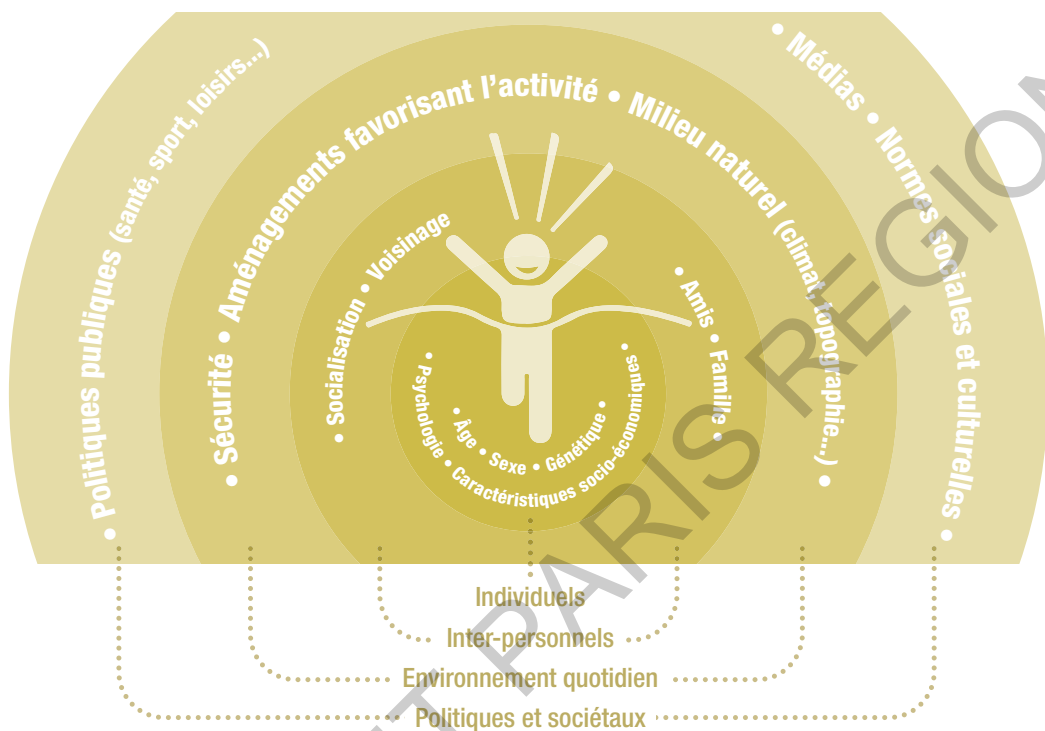 • Politiques publiques (santé, sport, loisirs...)
• Médias • Normes sociales et culturelles •
• Sécurité • Aménagements favorisant l’activité • Milieu naturel (climat, topographie...) •
• Socialisation • Voisinage
• Amis • Famille •
• Psychologie • Caractéristiques socio-économiques •
• Âge • Sexe • Génétique •
Individuels
Inter-personnels
Environnement quotidien
Politiques et sociétaux
T PARIS REGION